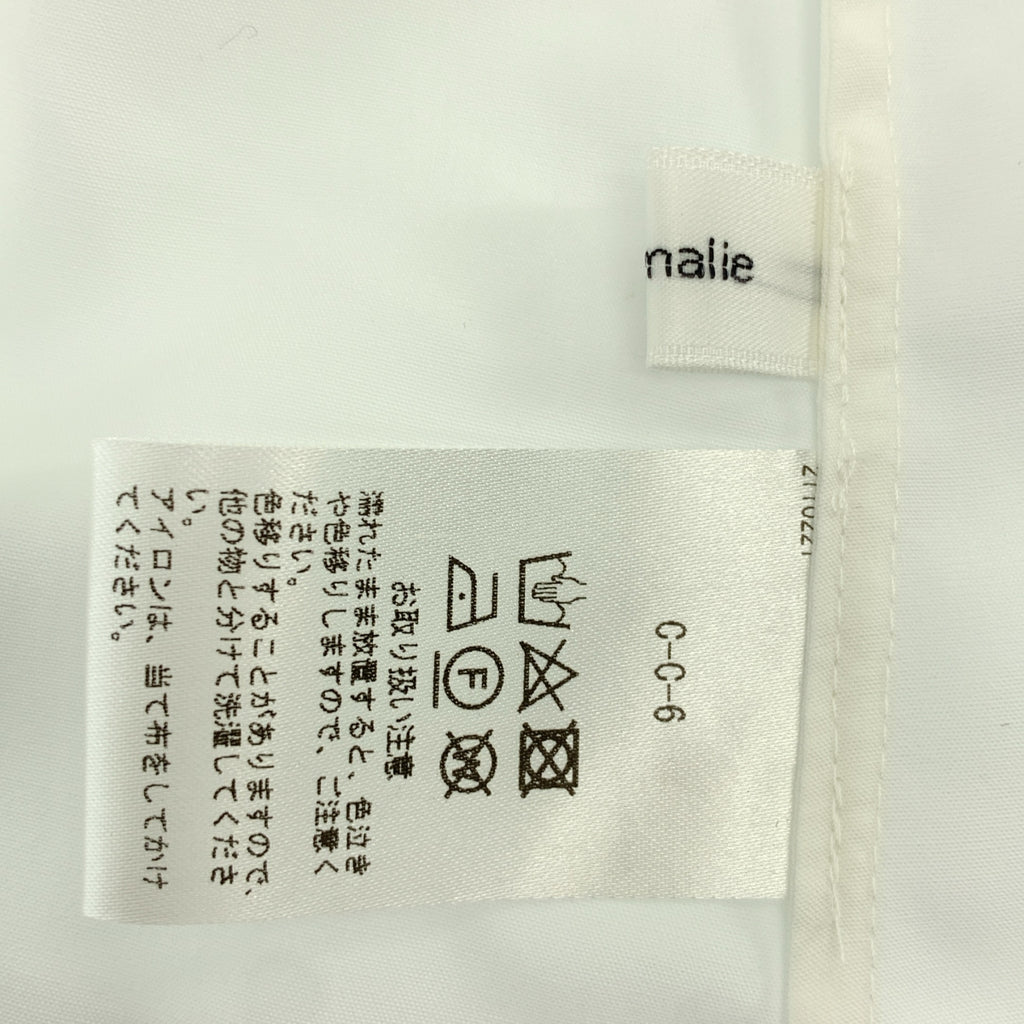 malie
2110221
C-C-6
F
W
お取り扱い注意
濡れたまま放置すると、色泣き
や色移りしますので、ご注意く
ださい。
色移りすることがありますので、
他の物と分けて洗濯してくださ
い。
アイロンは、当て布をしてかけ
てください。